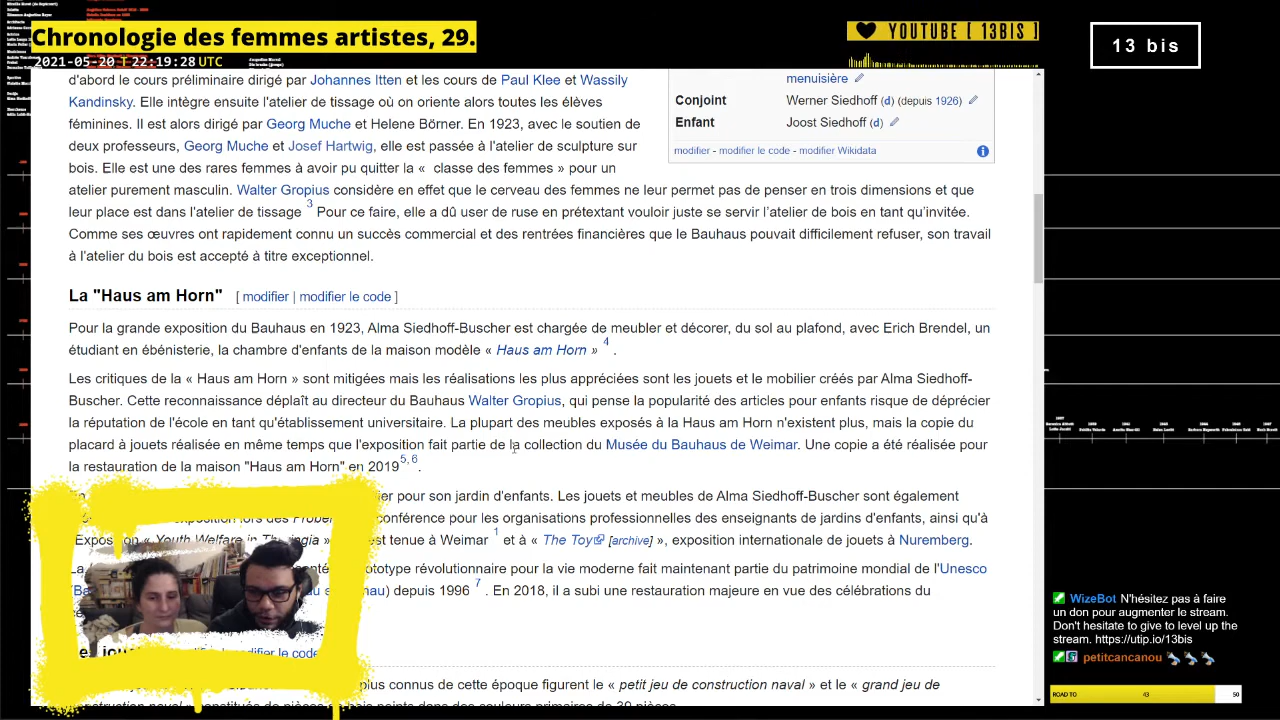 Chronologie des femmes artistes, 29.
2021-05-20 T 22:19:28 UTC
YOUTUBE [ 13BIS ]
13 bis
d'abord le cours préliminaire dirigé par Johannes Itten et les cours de Paul Klee et Wassily
Kandinsky. Elle intègre ensuite l'atelier de tissage où on oriente alors toutes les élèves
féminines. Il est alors dirigé par Georg Muche et Helene Börner. En 1923, avec le soutien de
deux professeurs, Georg Muche et Josef Hartwig, elle est passée à l'atelier de sculpture sur
bois. Elle est une des rares femmes à avoir pu quitter la « classe des femmes » pour un
atelier purement masculin. Walter Gropius considère en effet que le cerveau des femmes ne leur permet pas de penser en trois dimensions et que
leur place est dans l'atelier de tissage 3 Pour ce faire, elle a dû user de ruse en prétextant vouloir juste se servir l'atelier de bois en tant qu'invitée.
Comme ses œuvres ont rapidement connu un succès commercial et des rentrées financières que le Bauhaus pouvait difficilement refuser, son travail
à l'atelier du bois est accepté à titre exceptionnel.
menuisière
Conjoint Werner Siedhoff (d) (depuis 1926)
Enfant Joost Siedhoff (d)
modifier - modifier le code - modifier Wikidata
La "Haus am Horn" [ modifier | modifier le code ]
Pour la grande exposition du Bauhaus en 1923, Alma Siedhoff-Buscher est chargée de meubler et décorer, du sol au plafond, avec Erich Brendel, un
étudiant en ébénisterie, la chambre d'enfants de la maison modèle « Haus am Horn » 4 .
Les critiques de la « Haus am Horn » sont mitigées mais les réalisations les plus appréciées sont les jouets et le mobilier créés par Alma Siedhoff-
Buscher. Cette reconnaissance déplaît au directeur du Bauhaus Walter Gropius, qui pense la popularité des articles pour enfants risque de déprécier
la réputation de l'école en tant qu'établissement universitaire. La plupart des meubles exposés à la Haus am Horn n'existent plus, mais la copie du
placard à jouets réalisée en même temps que l'exposition fait partie de la collection du Musée du Bauhaus de Weimar. Une copie a été réalisée pour
la restauration de la maison "Haus am Horn" en 2019 5, 6.
ier pour son jardin d'enfants. Les jouets et meubles de Alma Siedhoff-Buscher sont également
exposition lors des conférence pour les organisations professionnelles des enseignants de jardins d'enfants, ainsi qu'à
« Youth Welfare in est tenue à Weimar 1 et à « The Toy [archive] », exposition internationale de jouets à Nuremberg.
La prototype révolutionnaire pour la vie moderne fait maintenant partie du patrimoine mondial de l'Unesco
depuis 1996 7 . En 2018, il a subi une restauration majeure en vue des célébrations du
modifier le code
plus connus de cette époque figurent le « petit jeu de construction naval » et le « grand jeu de
WizeBot N'hésitez pas à faire
un don pour augmenter le stream.
Don't hesitate to give to level up the
stream. https://utip.io/13bis
petitcancanou
ROAD TO 43 50